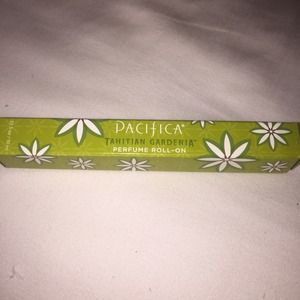 PACIFICA®
TAHITIAN GARDENIA
PERFUME ROLL-ON